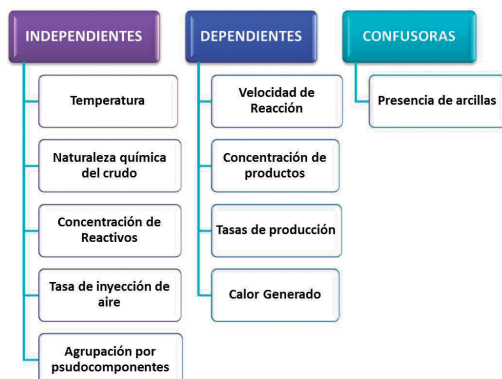 INDEPENDIENTES
Temperatura
Naturaleza química
del crudo
Concentración de
Reactivos
Tasa de inyección de
aire
Agrupación por
psudocomponentes
DEPENDIENTES
Velocidad de
Reacción
Concentración de
productos
Tasas de producción
Calor Generado
CONFUSORAS
Presencia de arcillas